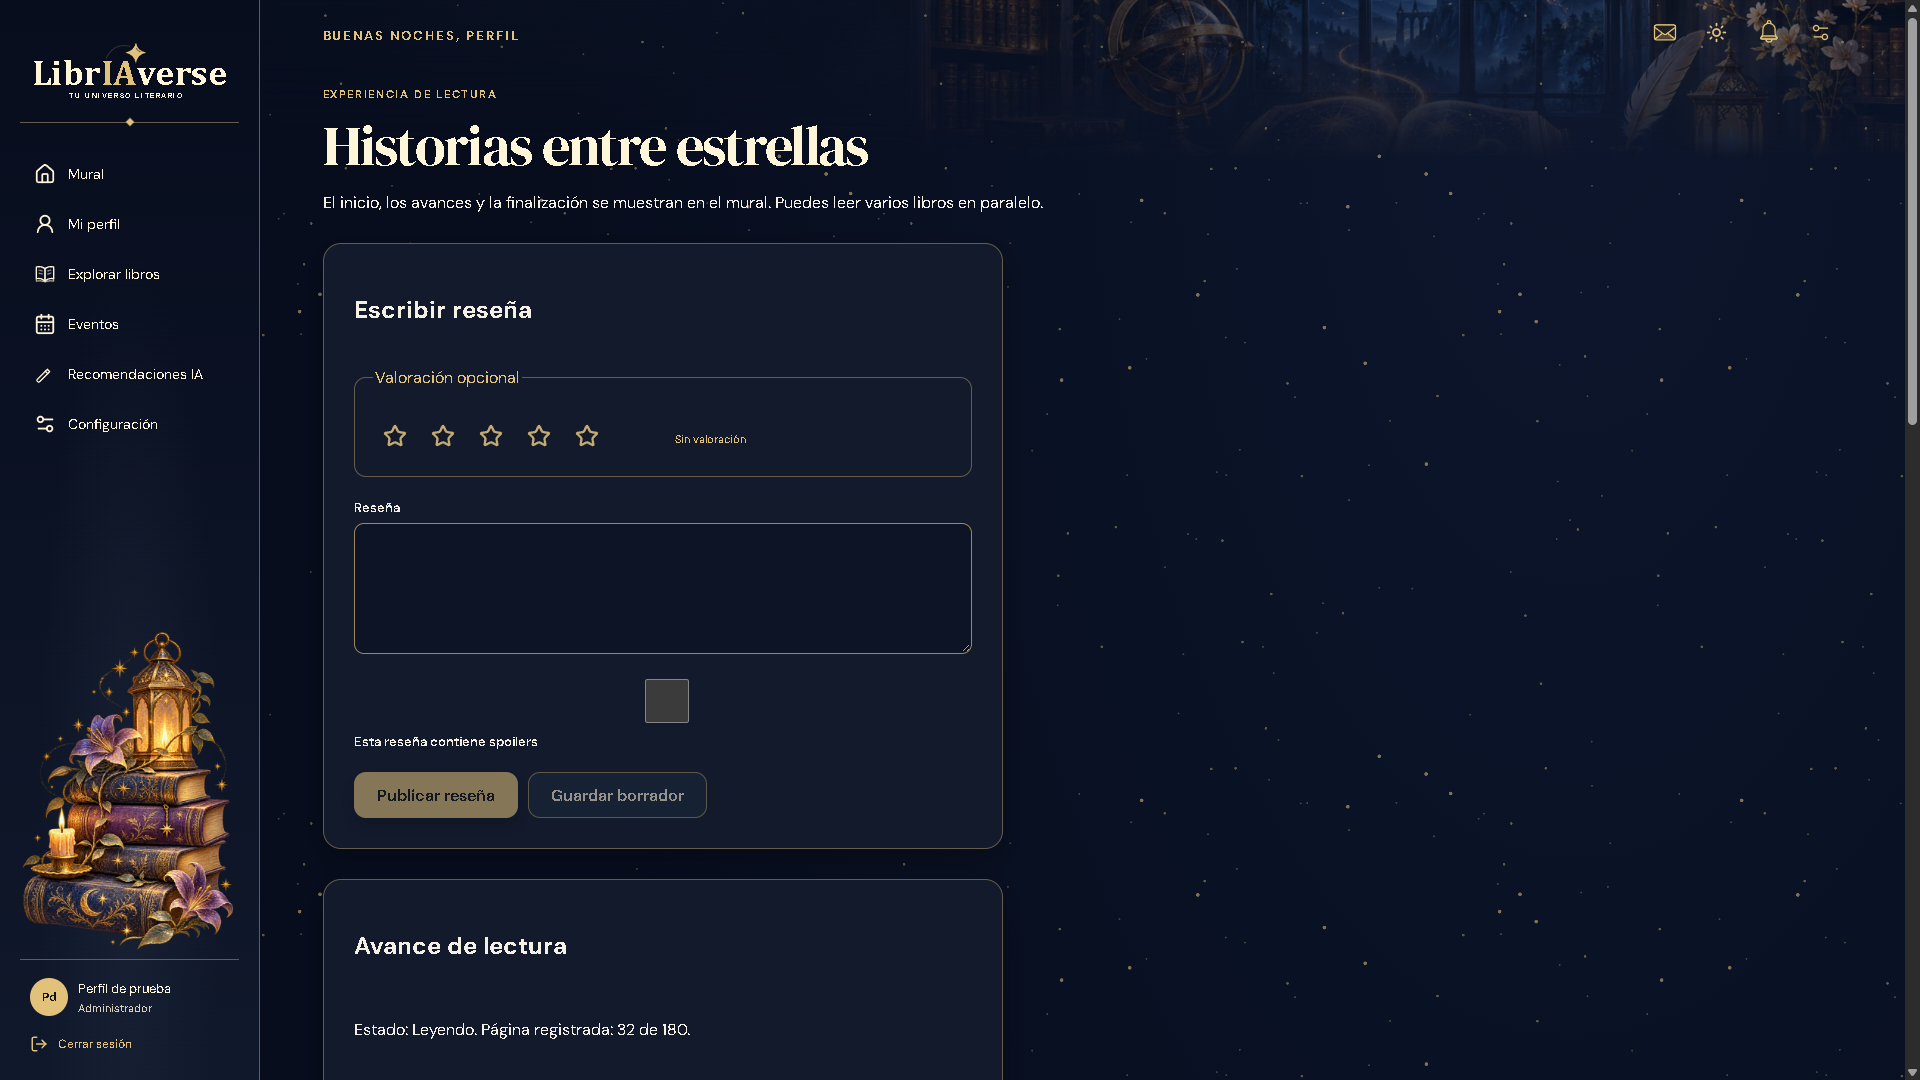 LibrIAverse
TU UNIVERSO LITERARIO
Mural
Mi perfil
Explorar libros
Eventos
Recomendaciones IA
Configuración
Pd
Perfil de prueba
Administrador
Cerrar sesión
BUENAS NOCHES, PERFIL
EXPERIENCIA DE LECTURA
Historias entre estrellas
El inicio, los avances y la finalización se muestran en el mural. Puedes leer varios libros en paralelo.
Escribir reseña
Valoración opcional
Sin valoración
Reseña
Esta reseña contiene spoilers
Publicar reseña
Guardar borrador
Avance de lectura
Estado: Leyendo. Página registrada: 32 de 180.